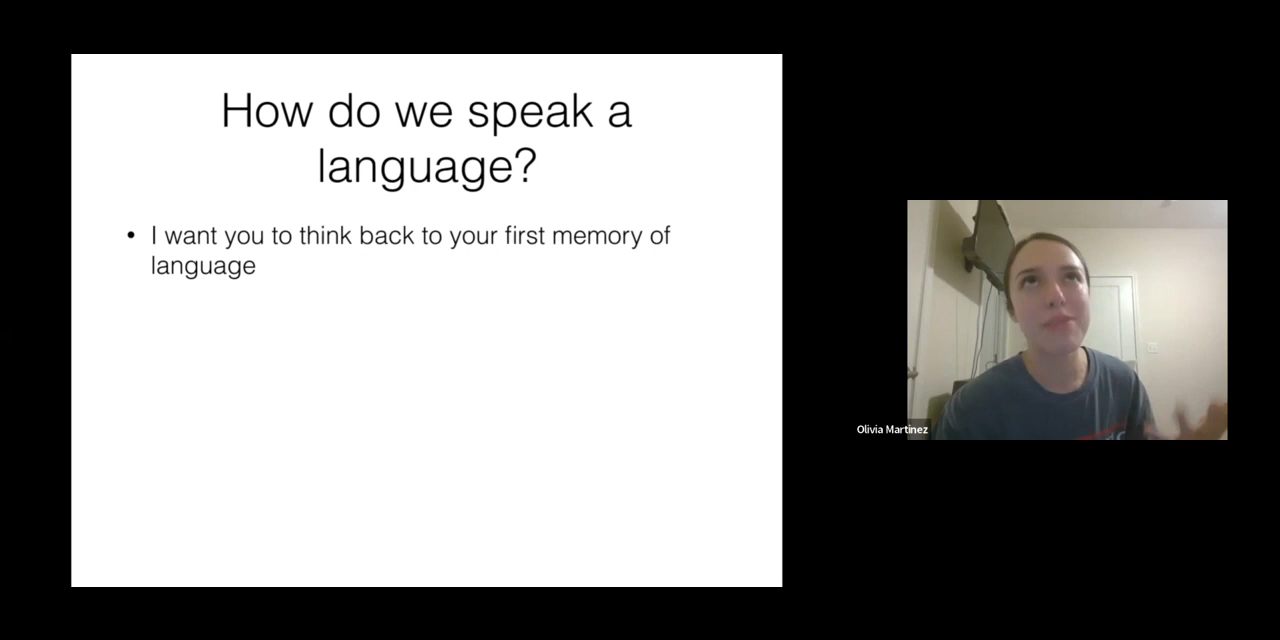 How do we speak a
language?
• I want you to think back to your first memory of
language
Olivia Martinez